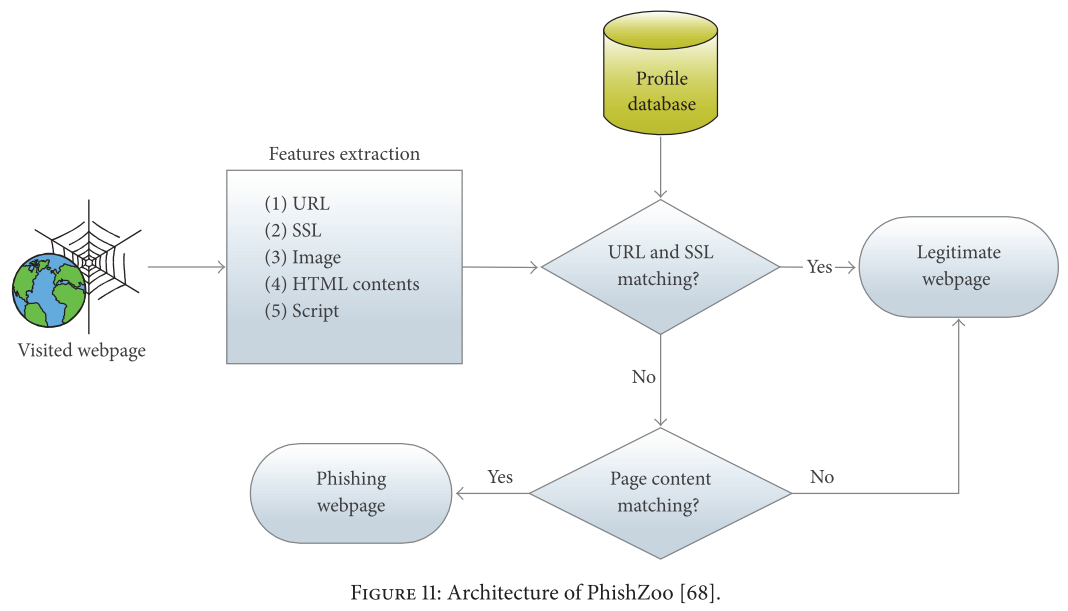 Profile
database
Features extraction
(1) URL
(2) SSL
(3) Image
(4) HTML contents
(5) Script
Visited webpage
URL and SSL
matching?
Yes
Legitimate
webpage
No
Page content
matching?
Yes
No
Phishing
webpage
FIGURE 11: Architecture of PhishZoo [68].